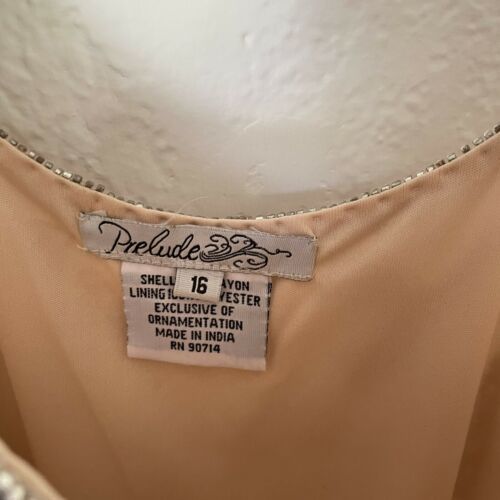 Prelude
16
SHELL
LINING
EXCLUSIVE OF
ORNAMENTATION
MADE IN INDIA
RN 90714